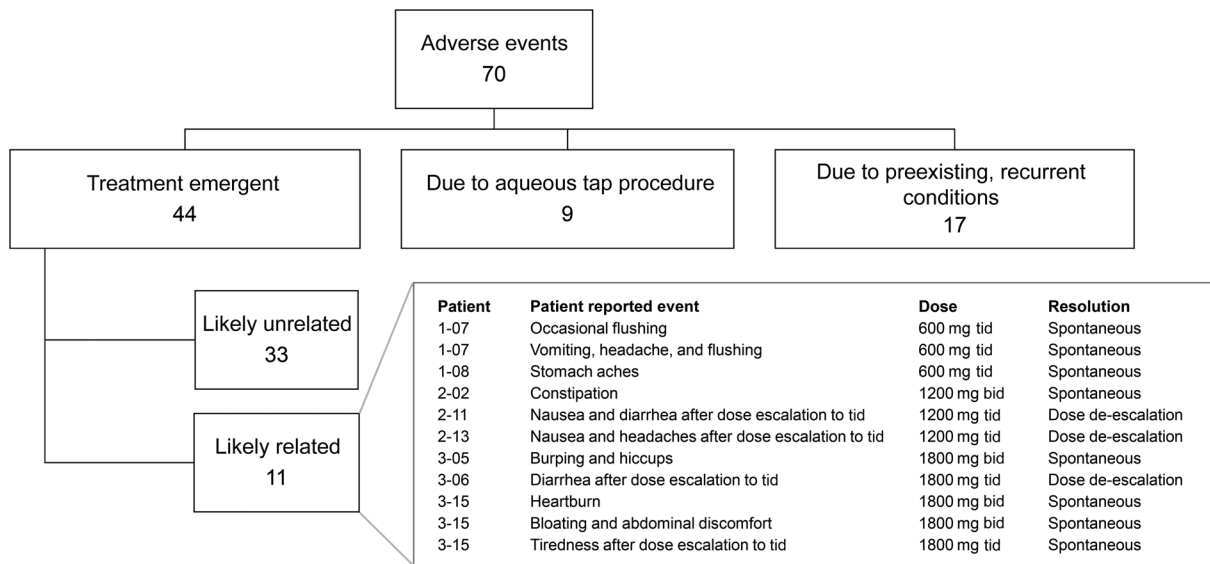 Adverse events
70
Treatment emergent
44
Due to aqueous tap procedure
9
Due to preexisting, recurrent
conditions
17
Likely unrelated
33
Likely related
11
Patient Patient reported event Dose Resolution
1-07 Occasional flushing 600 mg tid Spontaneous
1-07 Vomiting, headache, and flushing 600 mg tid Spontaneous
1-08 Stomach aches 600 mg tid Spontaneous
2-02 Constipation 1200 mg bid Spontaneous
2-11 Nausea and diarrhea after dose escalation to tid 1200 mg tid Dose de-escalation
2-13 Nausea and headaches after dose escalation to tid 1200 mg tid Dose de-escalation
3-05 Burping and hiccups 1800 mg bid Spontaneous
3-06 Diarrhea after dose escalation to tid 1800 mg tid Dose de-escalation
3-15 Heartburn 1800 mg bid Spontaneous
3-15 Bloating and abdominal discomfort 1800 mg bid Spontaneous
3-15 Tiredness after dose escalation to tid 1800 mg tid Spontaneous